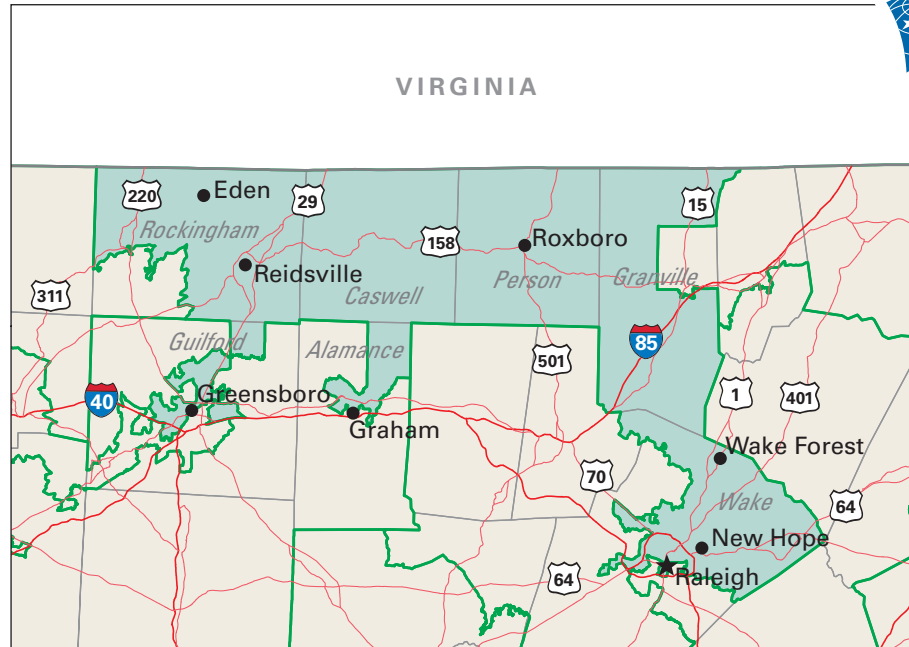 VIRGINIA
220
Eden
29
15
Rockingham
158
Roxboro
Reidsville
Person
Granville
311
Caswell
Guilford
Alamance
85
501
40
Greensboro
1
401
Graham
Wake Forest
70
Wake
64
New Hope
64
Raleigh